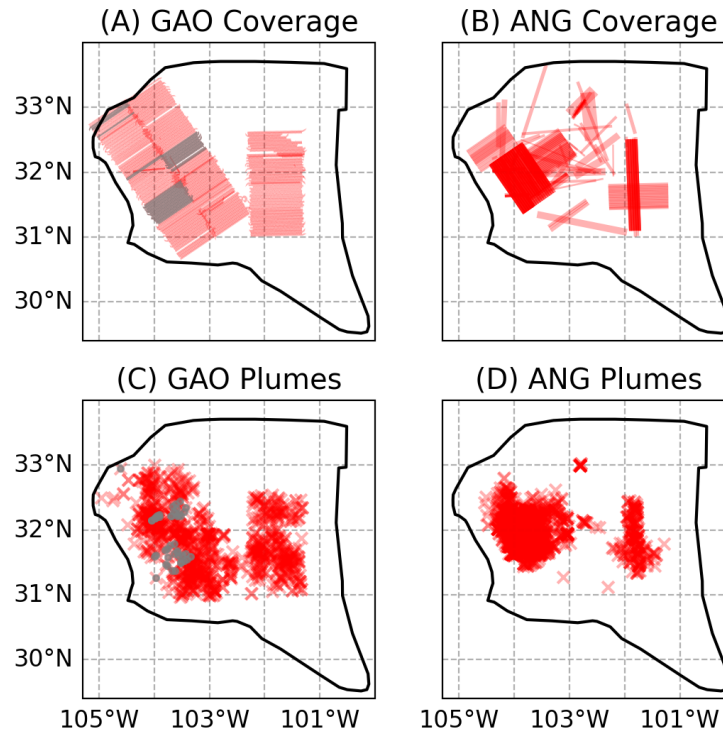 (A) GAO Coverage
(B) ANG Coverage
33°N
32°N
31°N
30°N
(C) GAO Plumes
(D) ANG Plumes
33°N
32°N
31°N
30°N
105°W 103°W 101°W
105°W 103°W 101°W